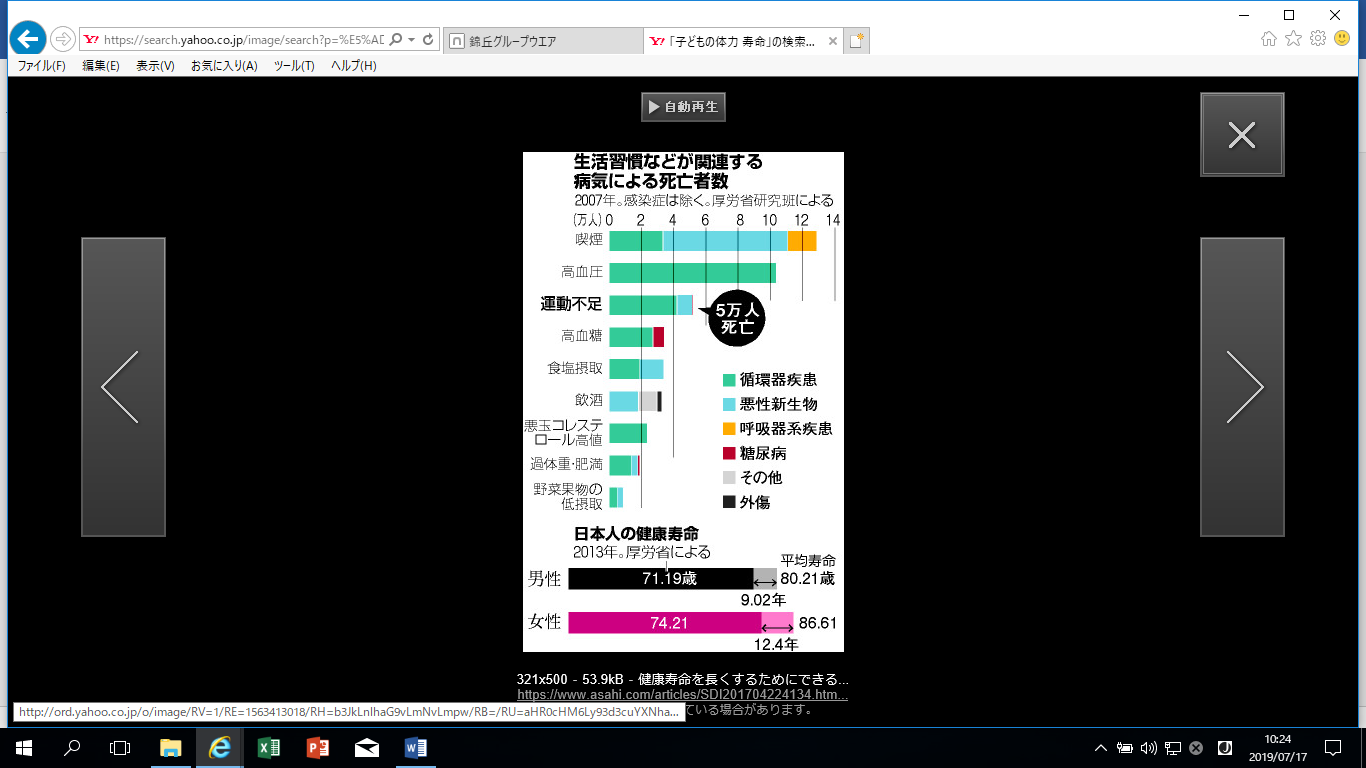 https://search.yahoo.co.jp/image/search?p=%E5%AD
錦丘グループウエア
「子どもの体力 寿命」の検索...
ファイル(F) 編集(E) 表示(V) お気に入り(A) ツール(T) ヘルプ(H)
自動再生
生活習慣などが関連する
病気による死亡者数
2007年。感染症は除く。厚労省研究班による
(万人) 0 2 4 6 8 10 12 14
喫煙
高血圧
運動不足
5万人
死亡
高血糖
食塩摂取
飲酒
悪玉コレステ
ロール高値
過体重・肥満
野菜果物の
低摂取
循環器疾患
悪性新生物
呼吸器系疾患
糖尿病
その他
外傷
日本人の健康寿命
2013年。厚労省による
平均寿命
男性 71.19歳 80.21歳
9.02年
女性 74.21 86.61
12.4年
321x500 - 53.9kB - 健康寿命を長くするためにできる...
https://www.asahi.com/articles/SDI201704224134.htm...
ている場合があります。
http://ord.yahoo.co.jp/o/image/RV=1/RE=1563413018/RH=b3JkLnlhaG9vLmNvLmpw/RB=/RU=aHR0cHM6Ly93d3cuYXNha...
10:24
2019/07/17